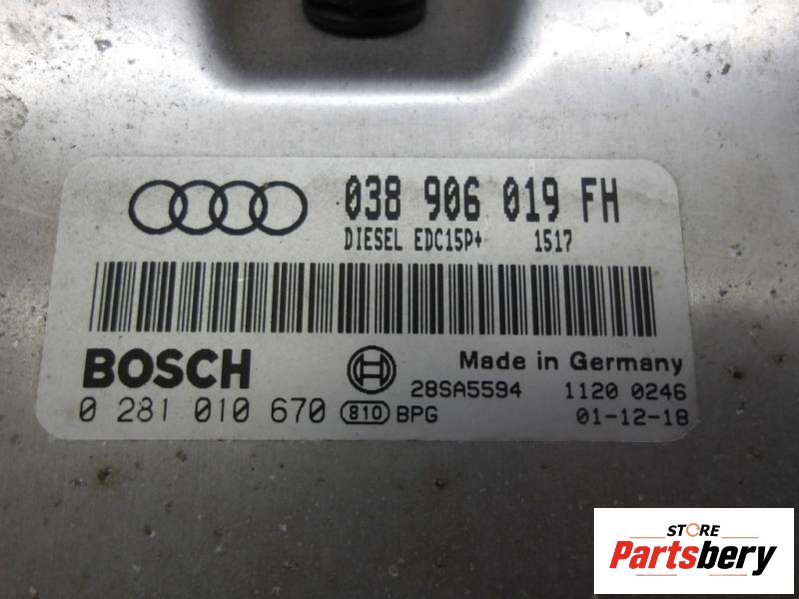 038 906 019 FH
DIESEL EDC15P+ 1517
BOSCH
Made in Germany
28SA5594 1120 0246
0 281 010 670 810 BPG 01-12-18
STORE
Partsbery